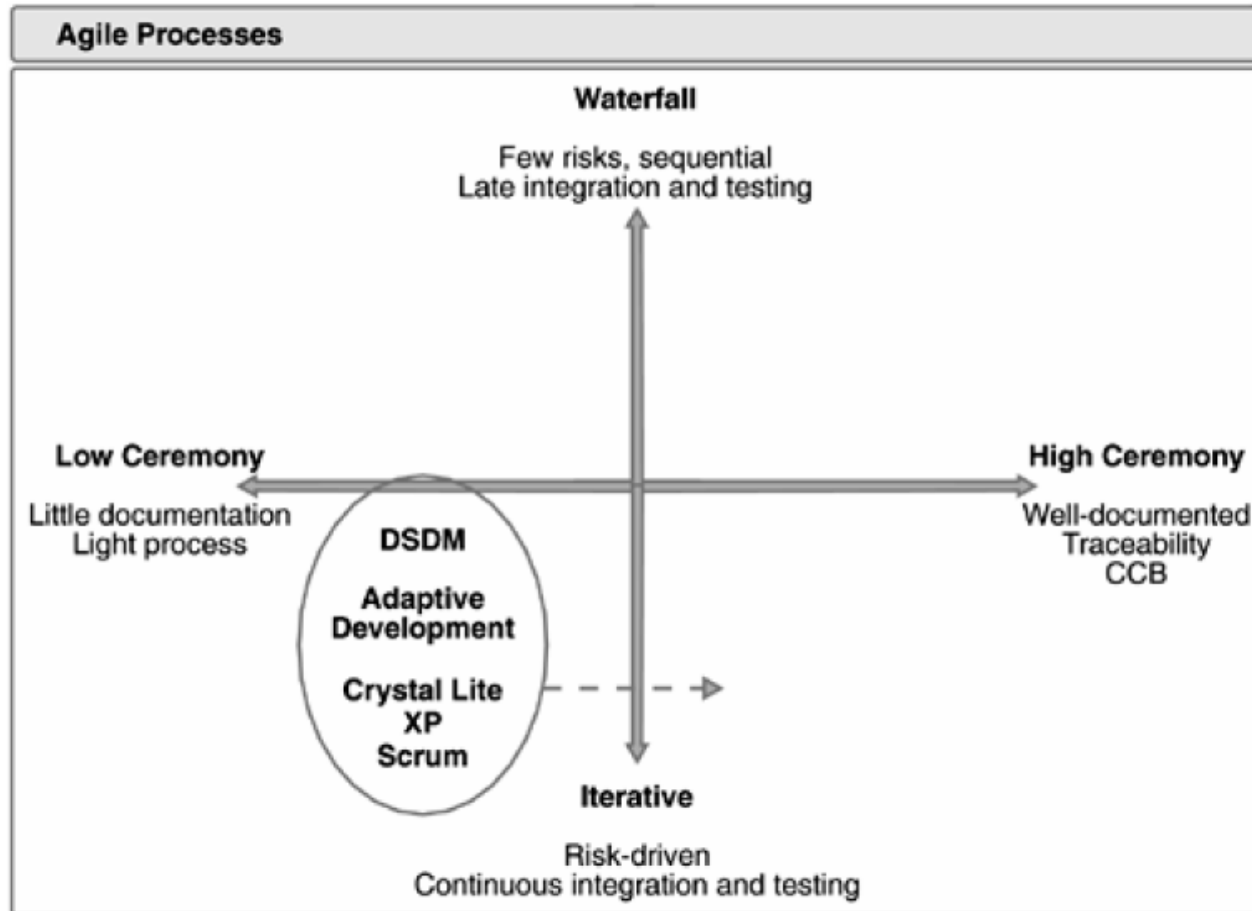 Agile Processes
Waterfall
Few risks, sequential
Late integration and testing
Low Ceremony
Little documentation
Light process
High Ceremony
Well-documented
Traceability
CCB
DSDM
Adaptive
Development
Crystal Lite
XP
Scrum
Iterative
Risk-driven
Continuous integration and testing